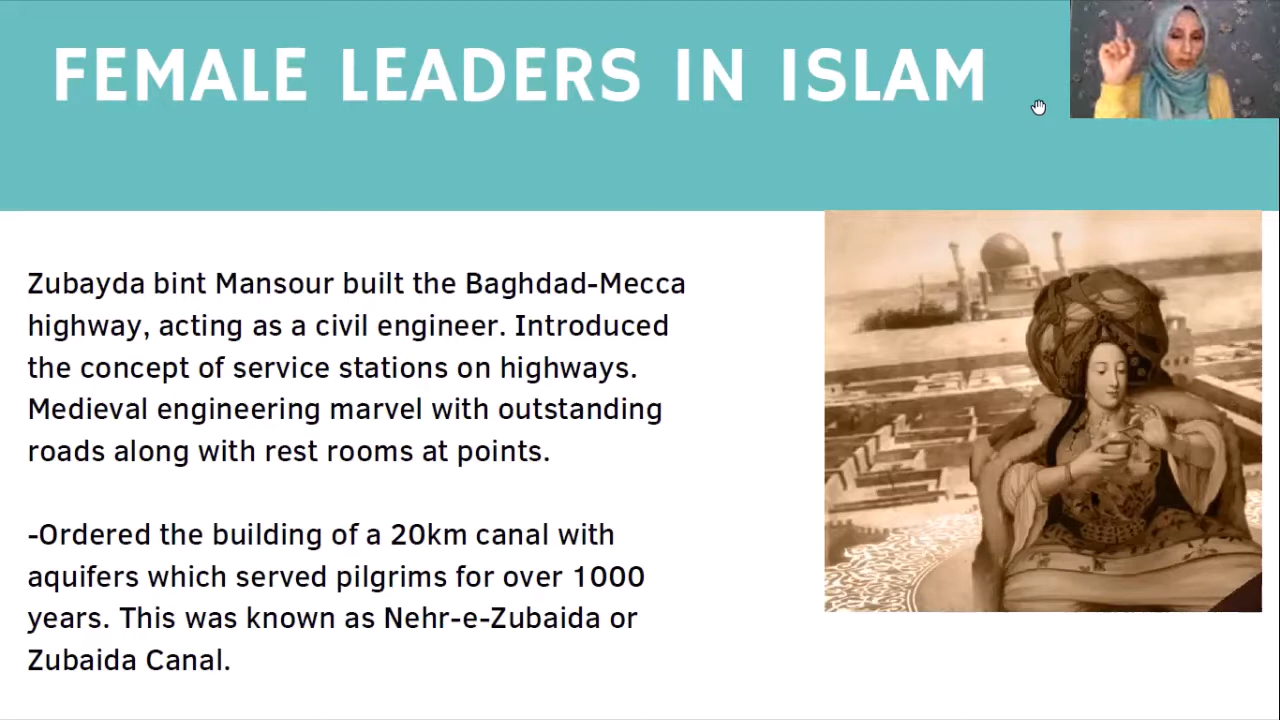 FEMALE LEADERS IN ISLAM
Zubayda bint Mansour built the Baghdad-Mecca
highway, acting as a civil engineer. Introduced
the concept of service stations on highways.
Medieval engineering marvel with outstanding
roads along with rest rooms at points.
-Ordered the building of a 20km canal with
aquifers which served pilgrims for over 1000
years. This was known as Nehr-e-Zubaida or
Zubaida Canal.